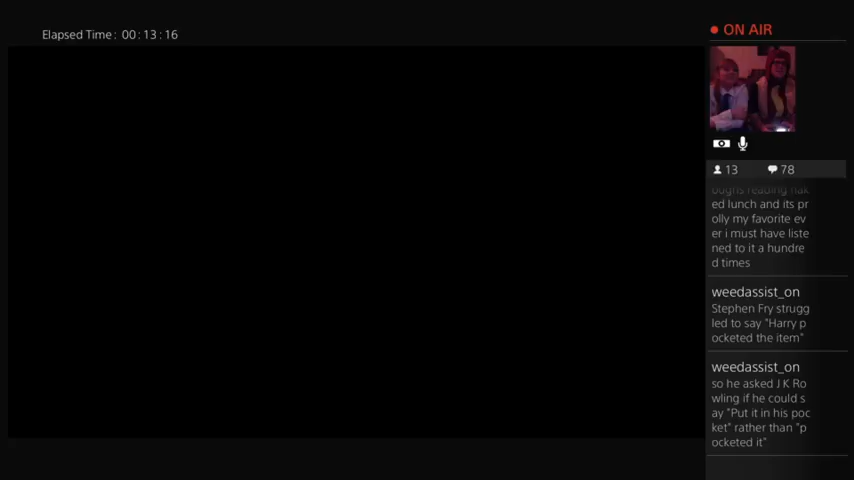 Elapsed Time: 00:13:16
ON AIR
13 78
reading nak
ed lunch and its pr
olly my favorite ev
er i must have liste
ned to it a hundre
d times
weedassist_on
Stephen Fry strugg
led to say "Harry p
ocketed the item"
weedassist_on
so he asked J K Ro
wling if he could s
ay "Put it in his poc
ket" rather than "p
ocketed it"